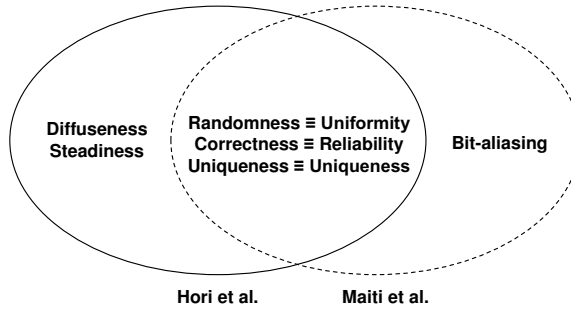 Diffuseness
Steadiness
Randomness ≡ Uniformity
Correctness ≡ Reliability
Uniqueness ≡ Uniqueness
Bit-aliasing
Hori et al.
Maiti et al.